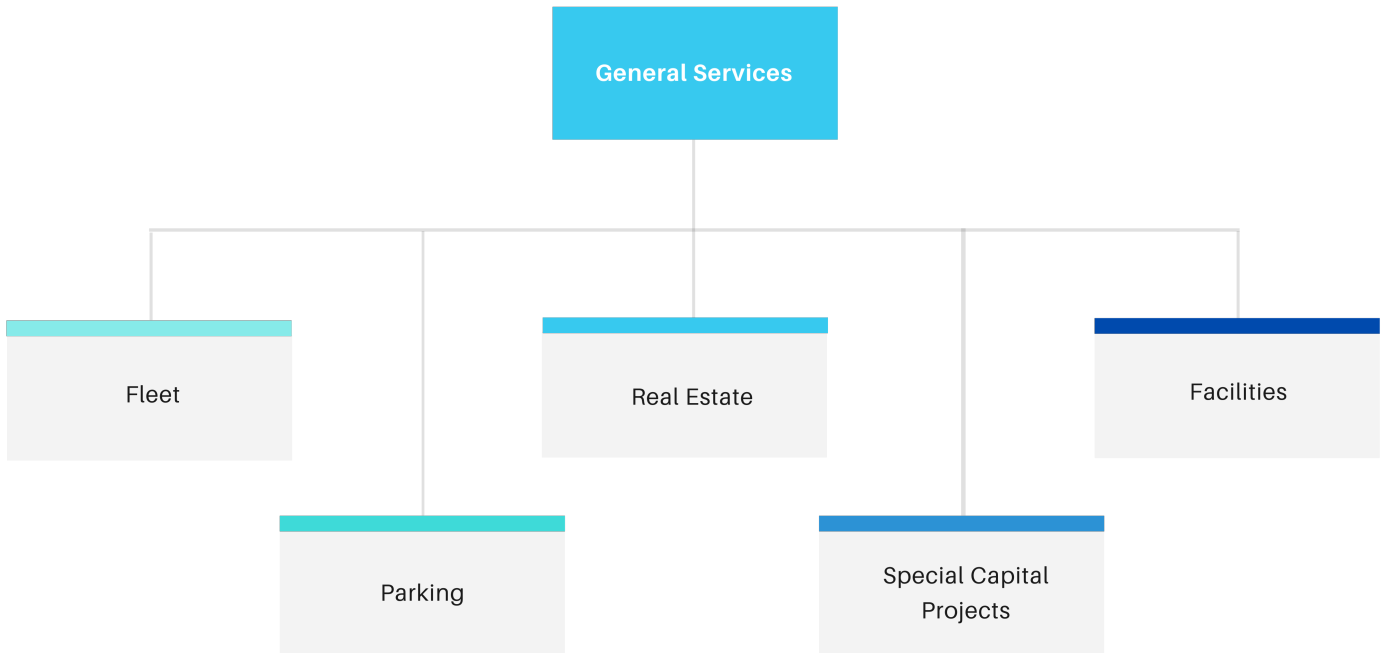 General Services
Fleet
Real Estate
Facilities
Parking
Special Capital
Projects